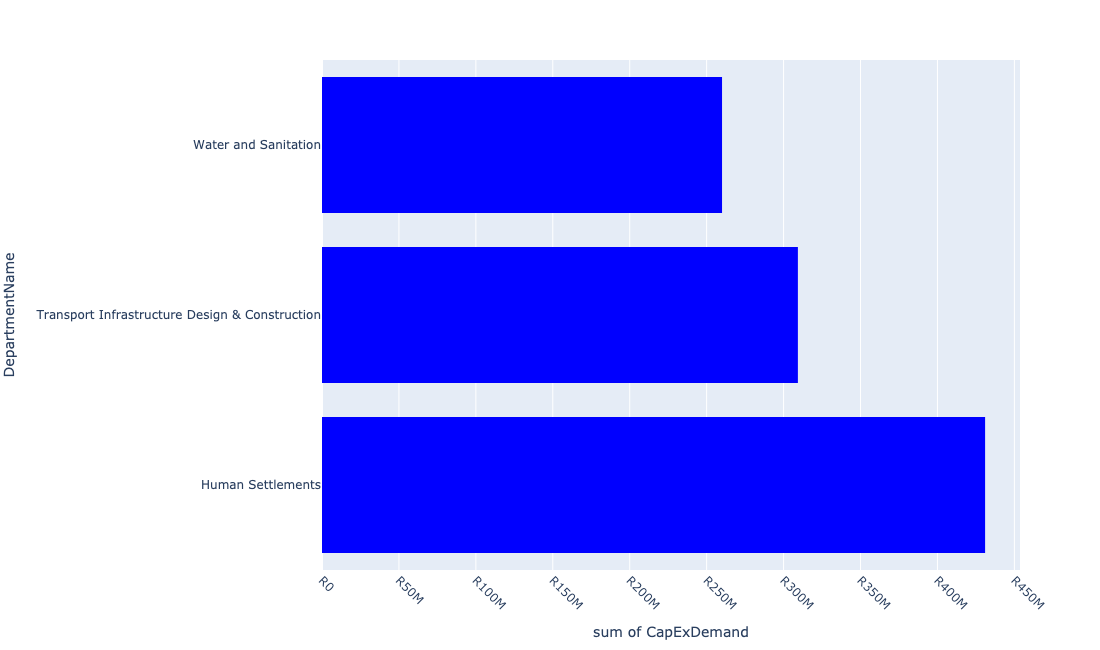 DepartmentName
Water and Sanitation
Transport Infrastructure Design & Construction
Human Settlements
R0
R50M
R100M
R150M
R200M
R250M
R300M
R350M
R400M
R450M
sum of CapExDemand